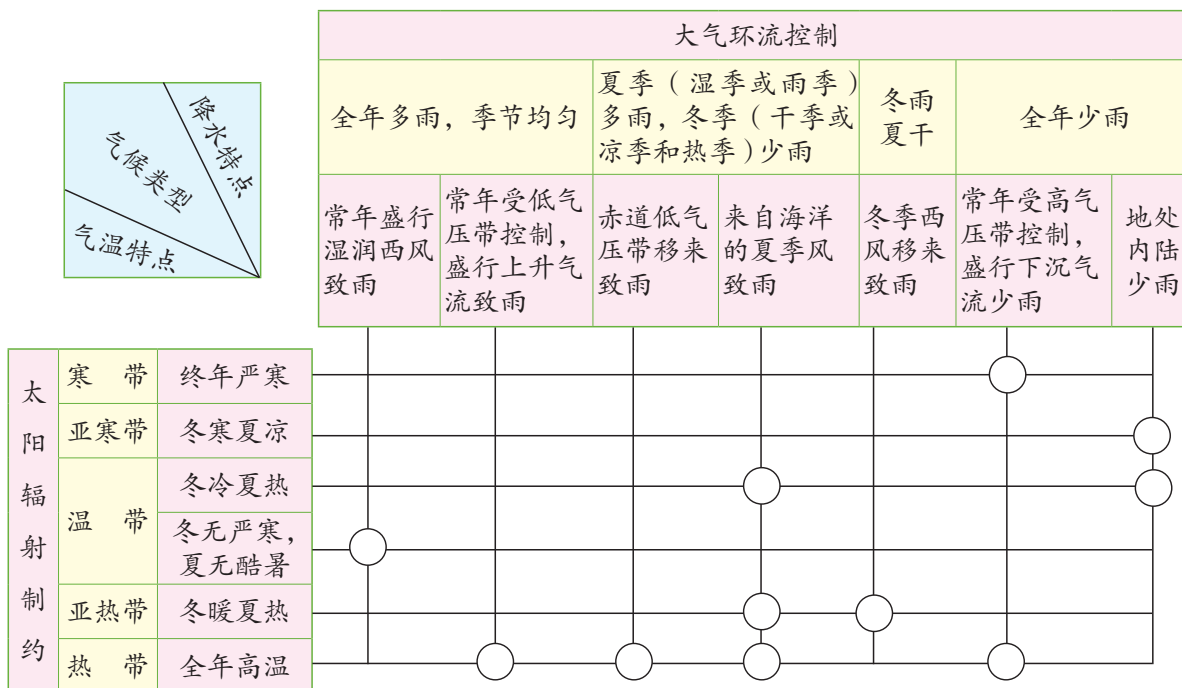 大气环流控制
降水特点
气候类型
气温特点
全年多雨，季节均匀
夏季（湿季或雨季）
多雨，冬季（干季或
凉季和热季）少雨
冬雨
夏干
全年少雨
常年盛行
湿润西风
致雨
常年受低气
压带控制，
盛行上升气
流致雨
赤道低气
压带移来
致雨
来自海洋
的夏季风
致雨
冬季西
风移来
致雨
常年受高气
压带控制，
盛行下沉气
流少雨
地处
内陆
少雨
太阳辐射制约
寒带 终年严寒
亚寒带 冬寒夏凉
温带
冬冷夏热
冬无严寒，
夏无酷暑
亚热带 冬暖夏热
热带 全年高温